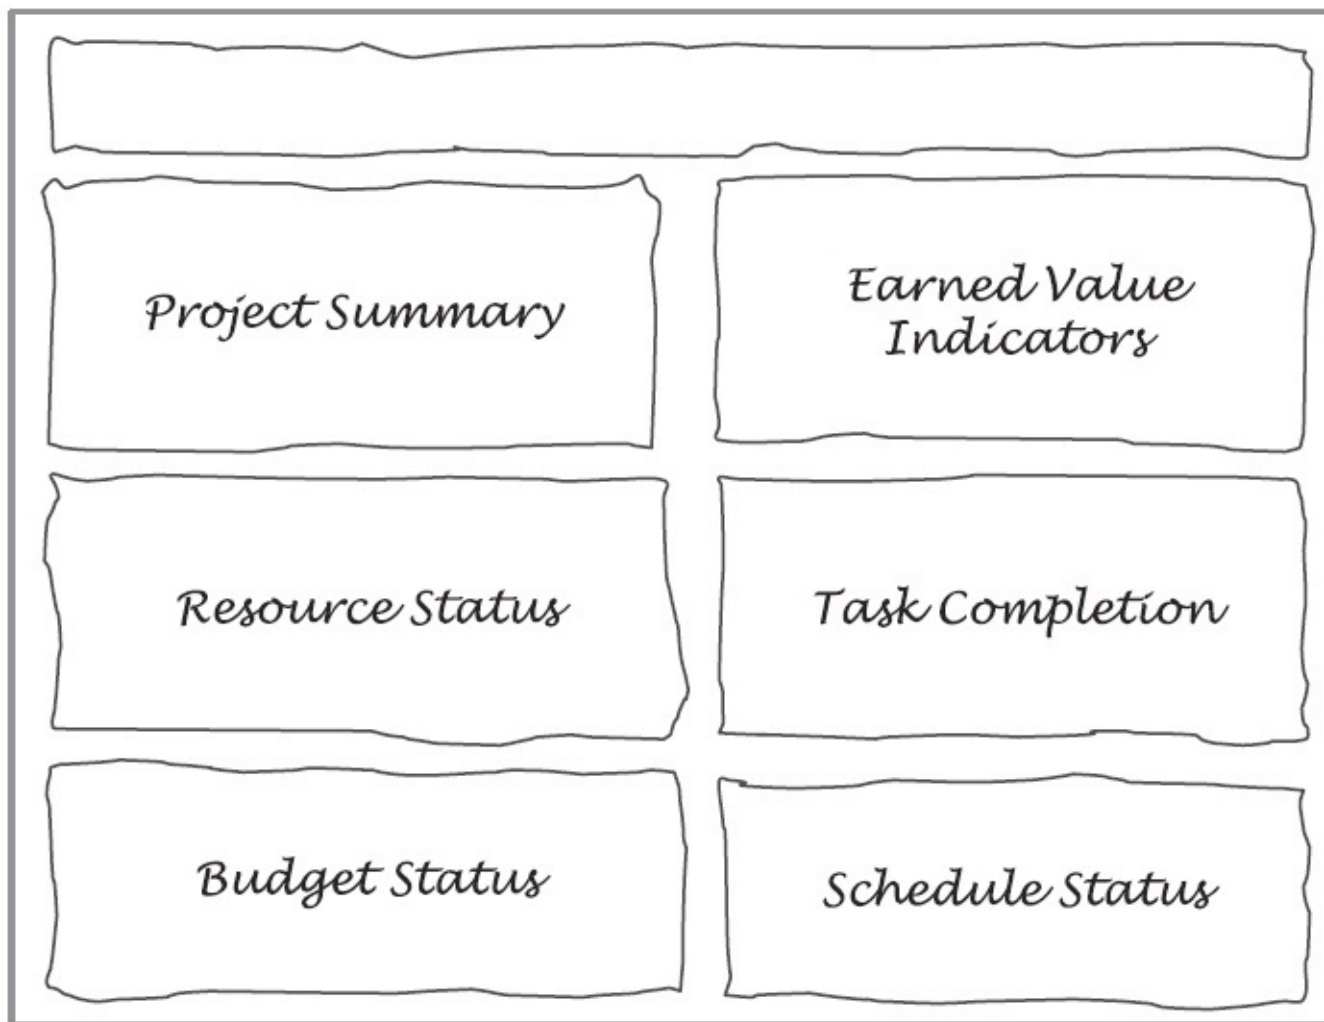 Project Summary
Earned Value
Indicators
Resource Status
Task Completion
Budget Status
Schedule Status